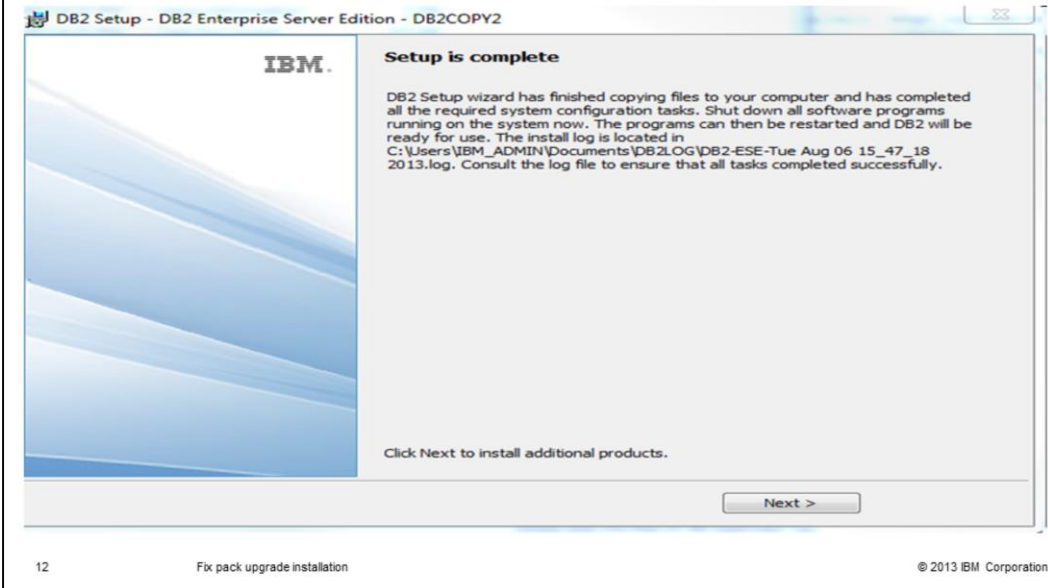 DB2 Setup - DB2 Enterprise Server Edition - DB2COPY2
IBM.
Setup is complete
DB2 Setup wizard has finished copying files to your computer and has completed
all the required system configuration tasks. Shut down all software programs
running on the system now. The programs can then be restarted and DB2 will be
ready for use. The install log is located in
C:\Users\IBM_ADMIN\Documents\DB2LOG\DB2-ESE-Tue Aug 06 15_47_18
2013.log. Consult the log file to ensure that all tasks completed successfully.
Click Next to install additional products.
Next >
12 Fix pack upgrade installation © 2013 IBM Corporation